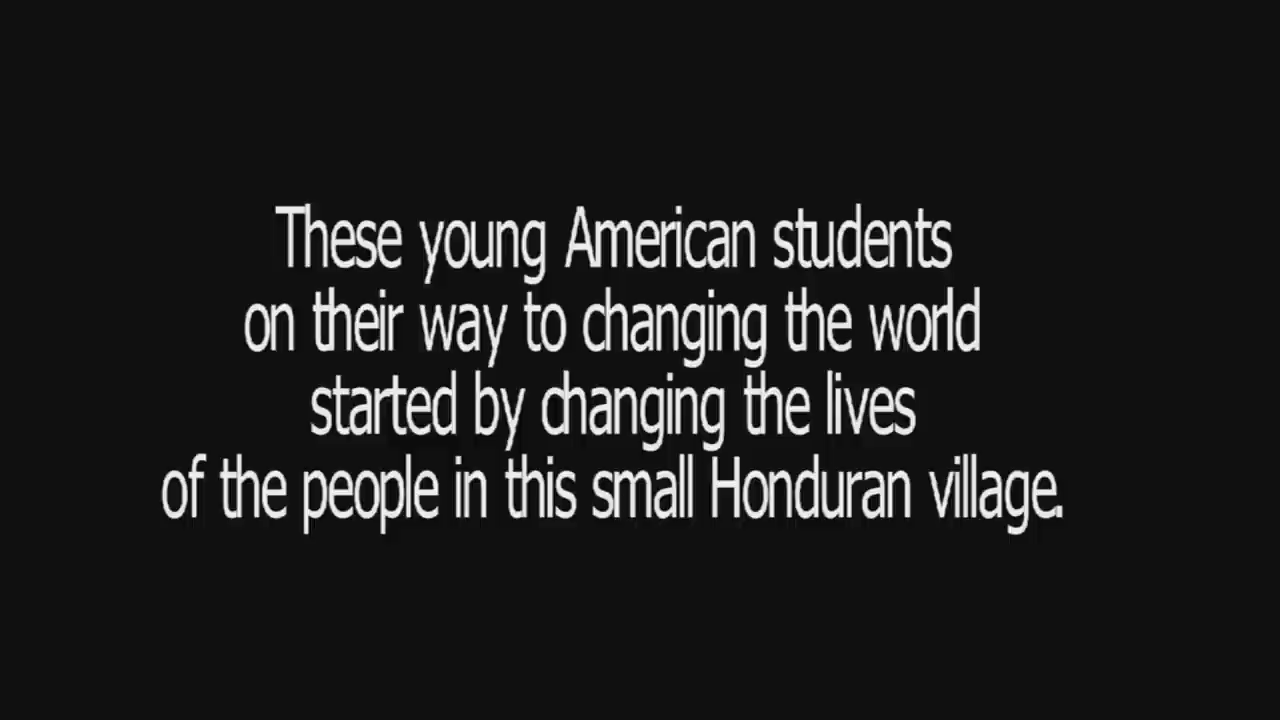 These young American students
on their way to changing the world
started by changing the lives
of the people in this small Honduran village.